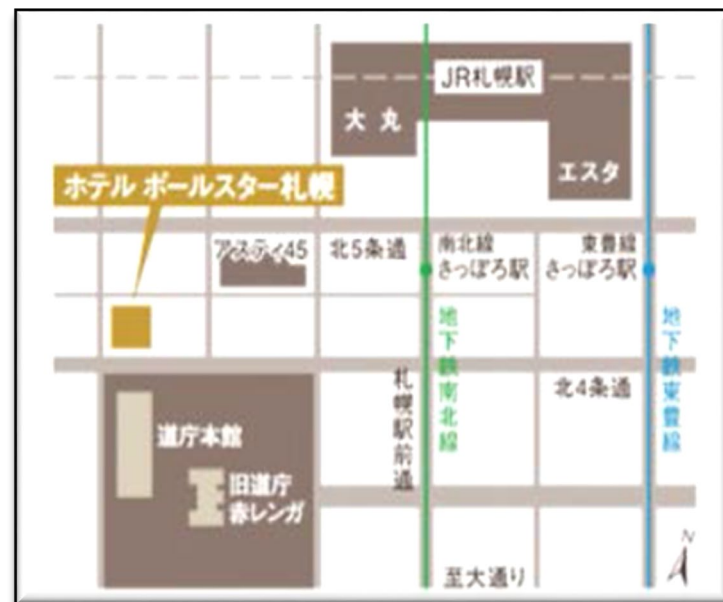 JR札幌駅
大丸
エスタ
ホテル ポールスター札幌
アスティ45
北5条通
南北線
さっぽろ駅
東豊線
さっぽろ駅
地下鉄南北線
地下鉄東豊線
札幌駅前通
北4条通
道庁本館
旧道庁
赤レンガ
至大通り
N